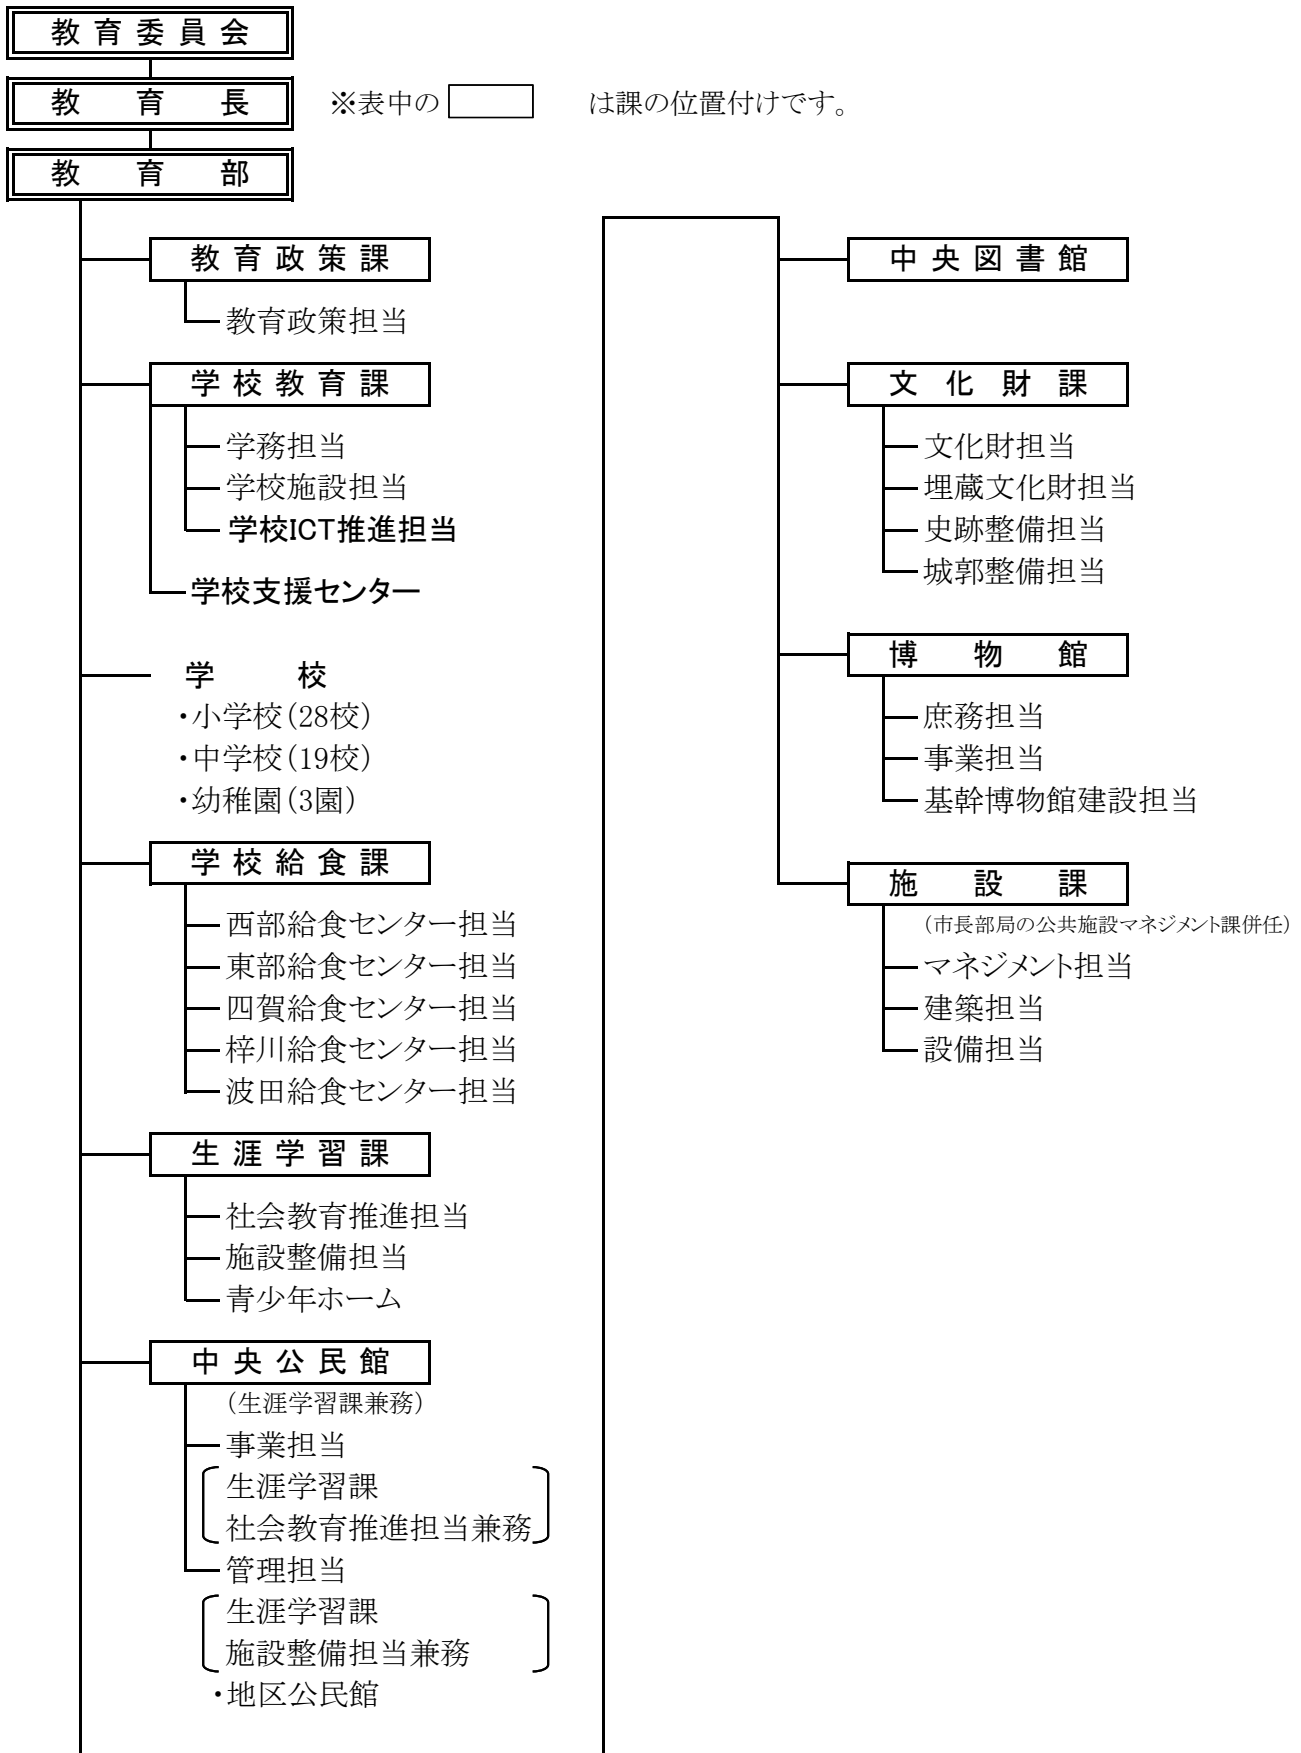 教育委員会
教育長
※表中の　　　は課の位置付けです。
教育部
教育政策課
教育政策担当
学校教育課
学務担当
学校施設担当
学校ICT推進担当
学校支援センター
学校
・小学校(28校)
・中学校(19校)
・幼稚園(3園)
学校給食課
西部給食センター担当
東部給食センター担当
四賀給食センター担当
梓川給食センター担当
波田給食センター担当
生涯学習課
社会教育推進担当
施設整備担当
青少年ホーム
中央公民館
(生涯学習課兼務)
事業担当
生涯学習課
社会教育推進担当兼務
管理担当
生涯学習課
施設整備担当兼務
・地区公民館
中央図書館
文化財課
文化財担当
埋蔵文化財担当
史跡整備担当
城郭整備担当
博物館
庶務担当
事業担当
基幹博物館建設担当
施設課
(市長部局の公共施設マネジメント課併任)
マネジメント担当
建築担当
設備担当